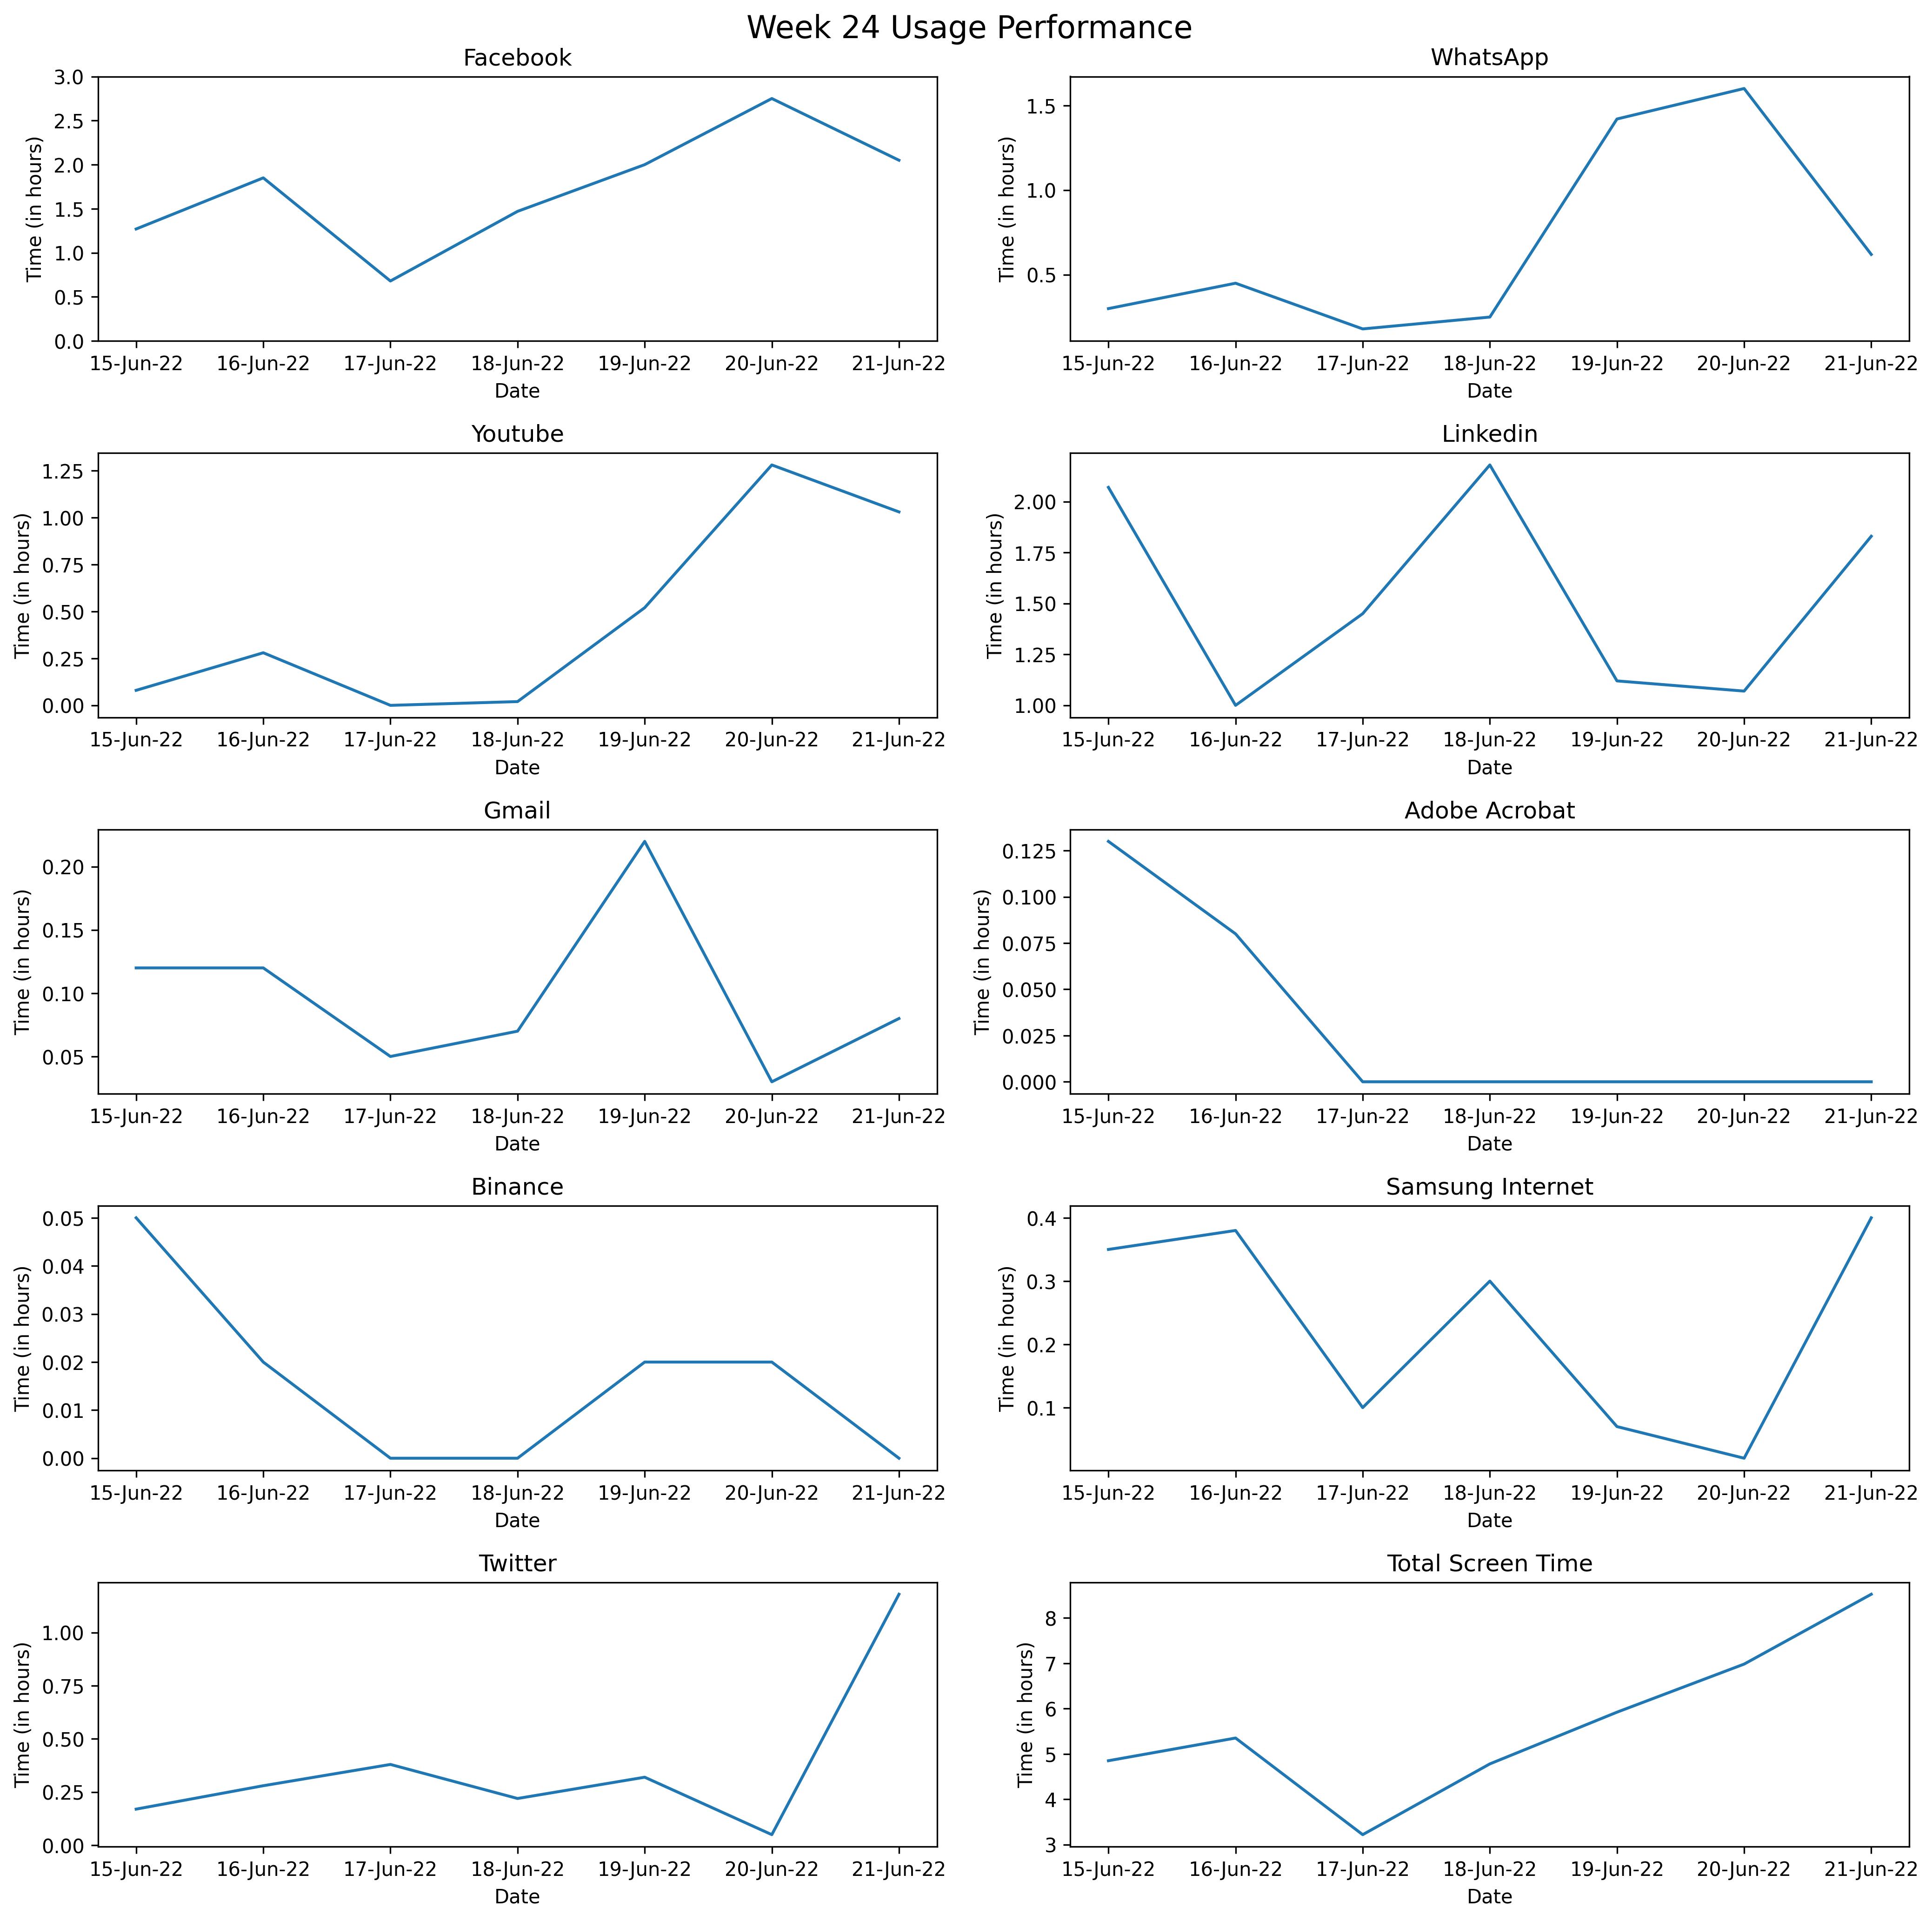 Week 24 Usage Performance
Facebook
Time (in hours)
3.0
2.5
2.0
1.5
1.0
0.5
0.0
15-Jun-22 16-Jun-22 17-Jun-22 18-Jun-22 19-Jun-22 20-Jun-22 21-Jun-22
Date
WhatsApp
Time (in hours)
1.5
1.0
0.5
15-Jun-22 16-Jun-22 17-Jun-22 18-Jun-22 19-Jun-22 20-Jun-22 21-Jun-22
Date
Youtube
Time (in hours)
1.25
1.00
0.75
0.50
0.25
0.00
15-Jun-22 16-Jun-22 17-Jun-22 18-Jun-22 19-Jun-22 20-Jun-22 21-Jun-22
Date
Linkedin
Time (in hours)
2.00
1.75
1.50
1.25
1.00
15-Jun-22 16-Jun-22 17-Jun-22 18-Jun-22 19-Jun-22 20-Jun-22 21-Jun-22
Date
Gmail
Time (in hours)
0.20
0.15
0.10
0.05
15-Jun-22 16-Jun-22 17-Jun-22 18-Jun-22 19-Jun-22 20-Jun-22 21-Jun-22
Date
Adobe Acrobat
Time (in hours)
0.125
0.100
0.075
0.050
0.025
0.000
15-Jun-22 16-Jun-22 17-Jun-22 18-Jun-22 19-Jun-22 20-Jun-22 21-Jun-22
Date
Binance
Time (in hours)
0.05
0.04
0.03
0.02
0.01
0.00
15-Jun-22 16-Jun-22 17-Jun-22 18-Jun-22 19-Jun-22 20-Jun-22 21-Jun-22
Date
Samsung Internet
Time (in hours)
0.4
0.3
0.2
0.1
15-Jun-22 16-Jun-22 17-Jun-22 18-Jun-22 19-Jun-22 20-Jun-22 21-Jun-22
Date
Twitter
Time (in hours)
1.00
0.75
0.50
0.25
0.00
15-Jun-22 16-Jun-22 17-Jun-22 18-Jun-22 19-Jun-22 20-Jun-22 21-Jun-22
Date
Total Screen Time
Time (in hours)
8
7
6
5
4
3
15-Jun-22 16-Jun-22 17-Jun-22 18-Jun-22 19-Jun-22 20-Jun-22 21-Jun-22
Date